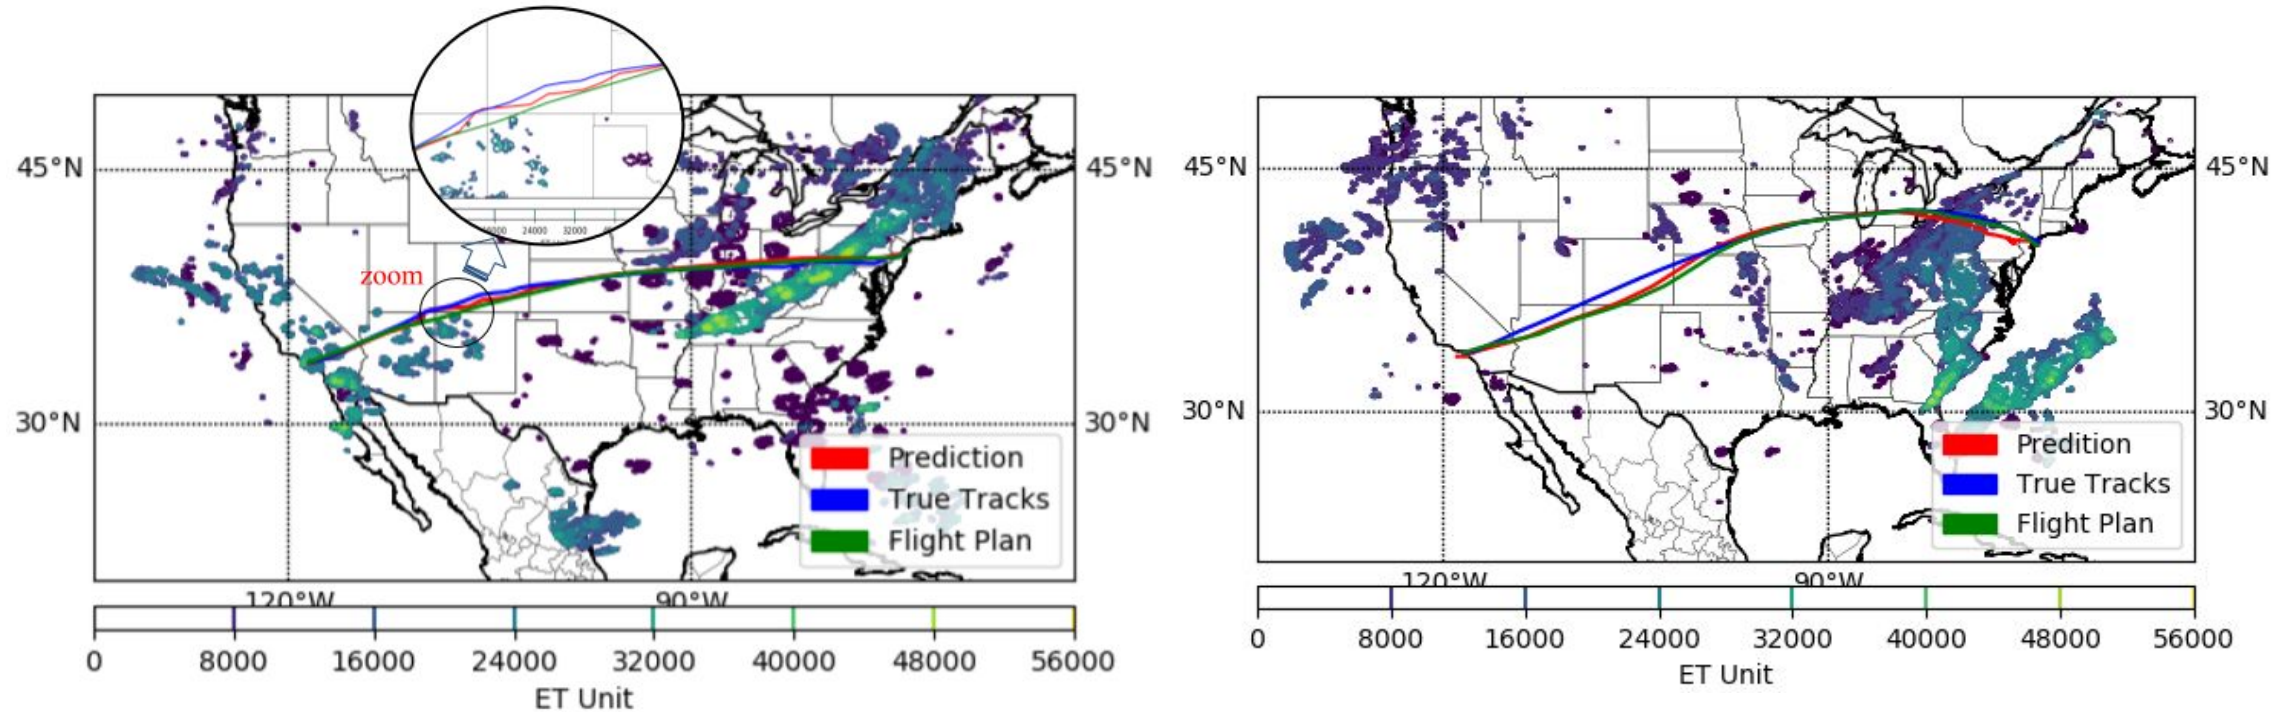 24000 32000
45°N 45°N
zoom
30°N 30°N
Prediction
True Tracks
Flight Plan
120°W 90°W
0 8000 16000 24000 32000 40000 48000 56000
ET Unit
45°N 45°N
30°N 30°N
Predition
True Tracks
Flight Plan
120°W 90°W
0 8000 16000 24000 32000 40000 48000 56000
ET Unit